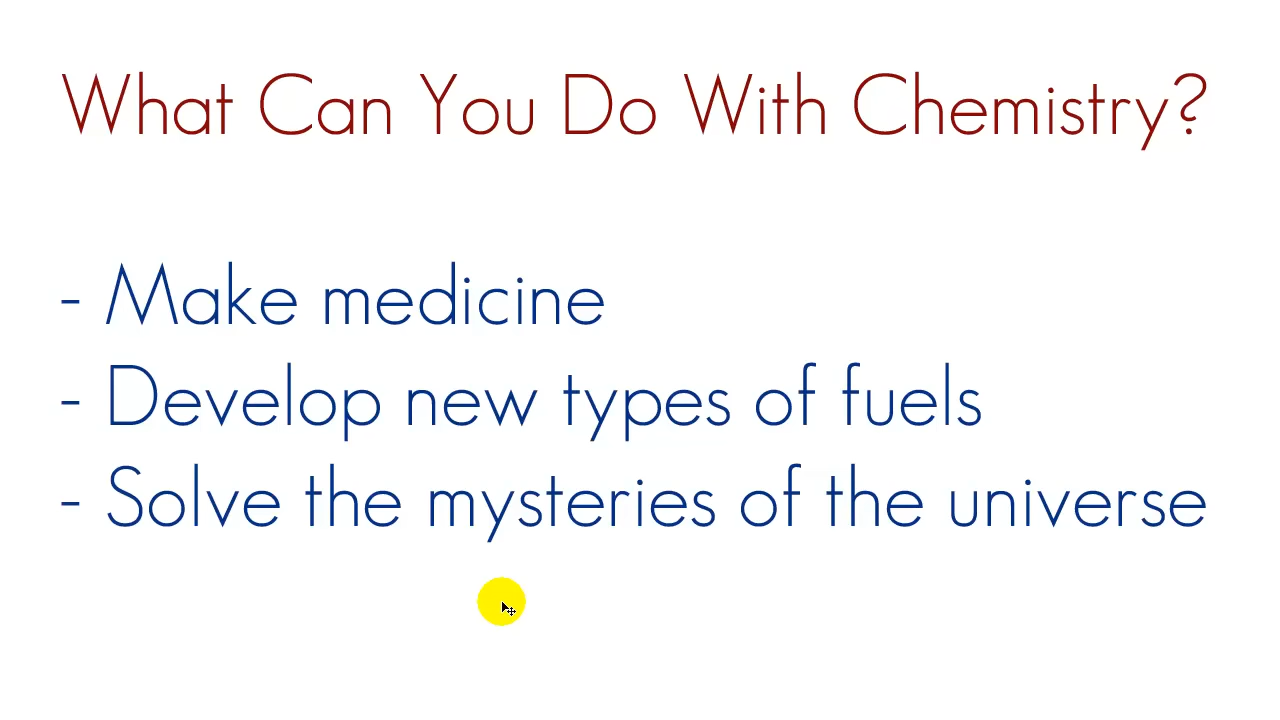 What Can You Do With Chemistry?
- Make medicine
- Develop new types of fuels
- Solve the mysteries of the universe